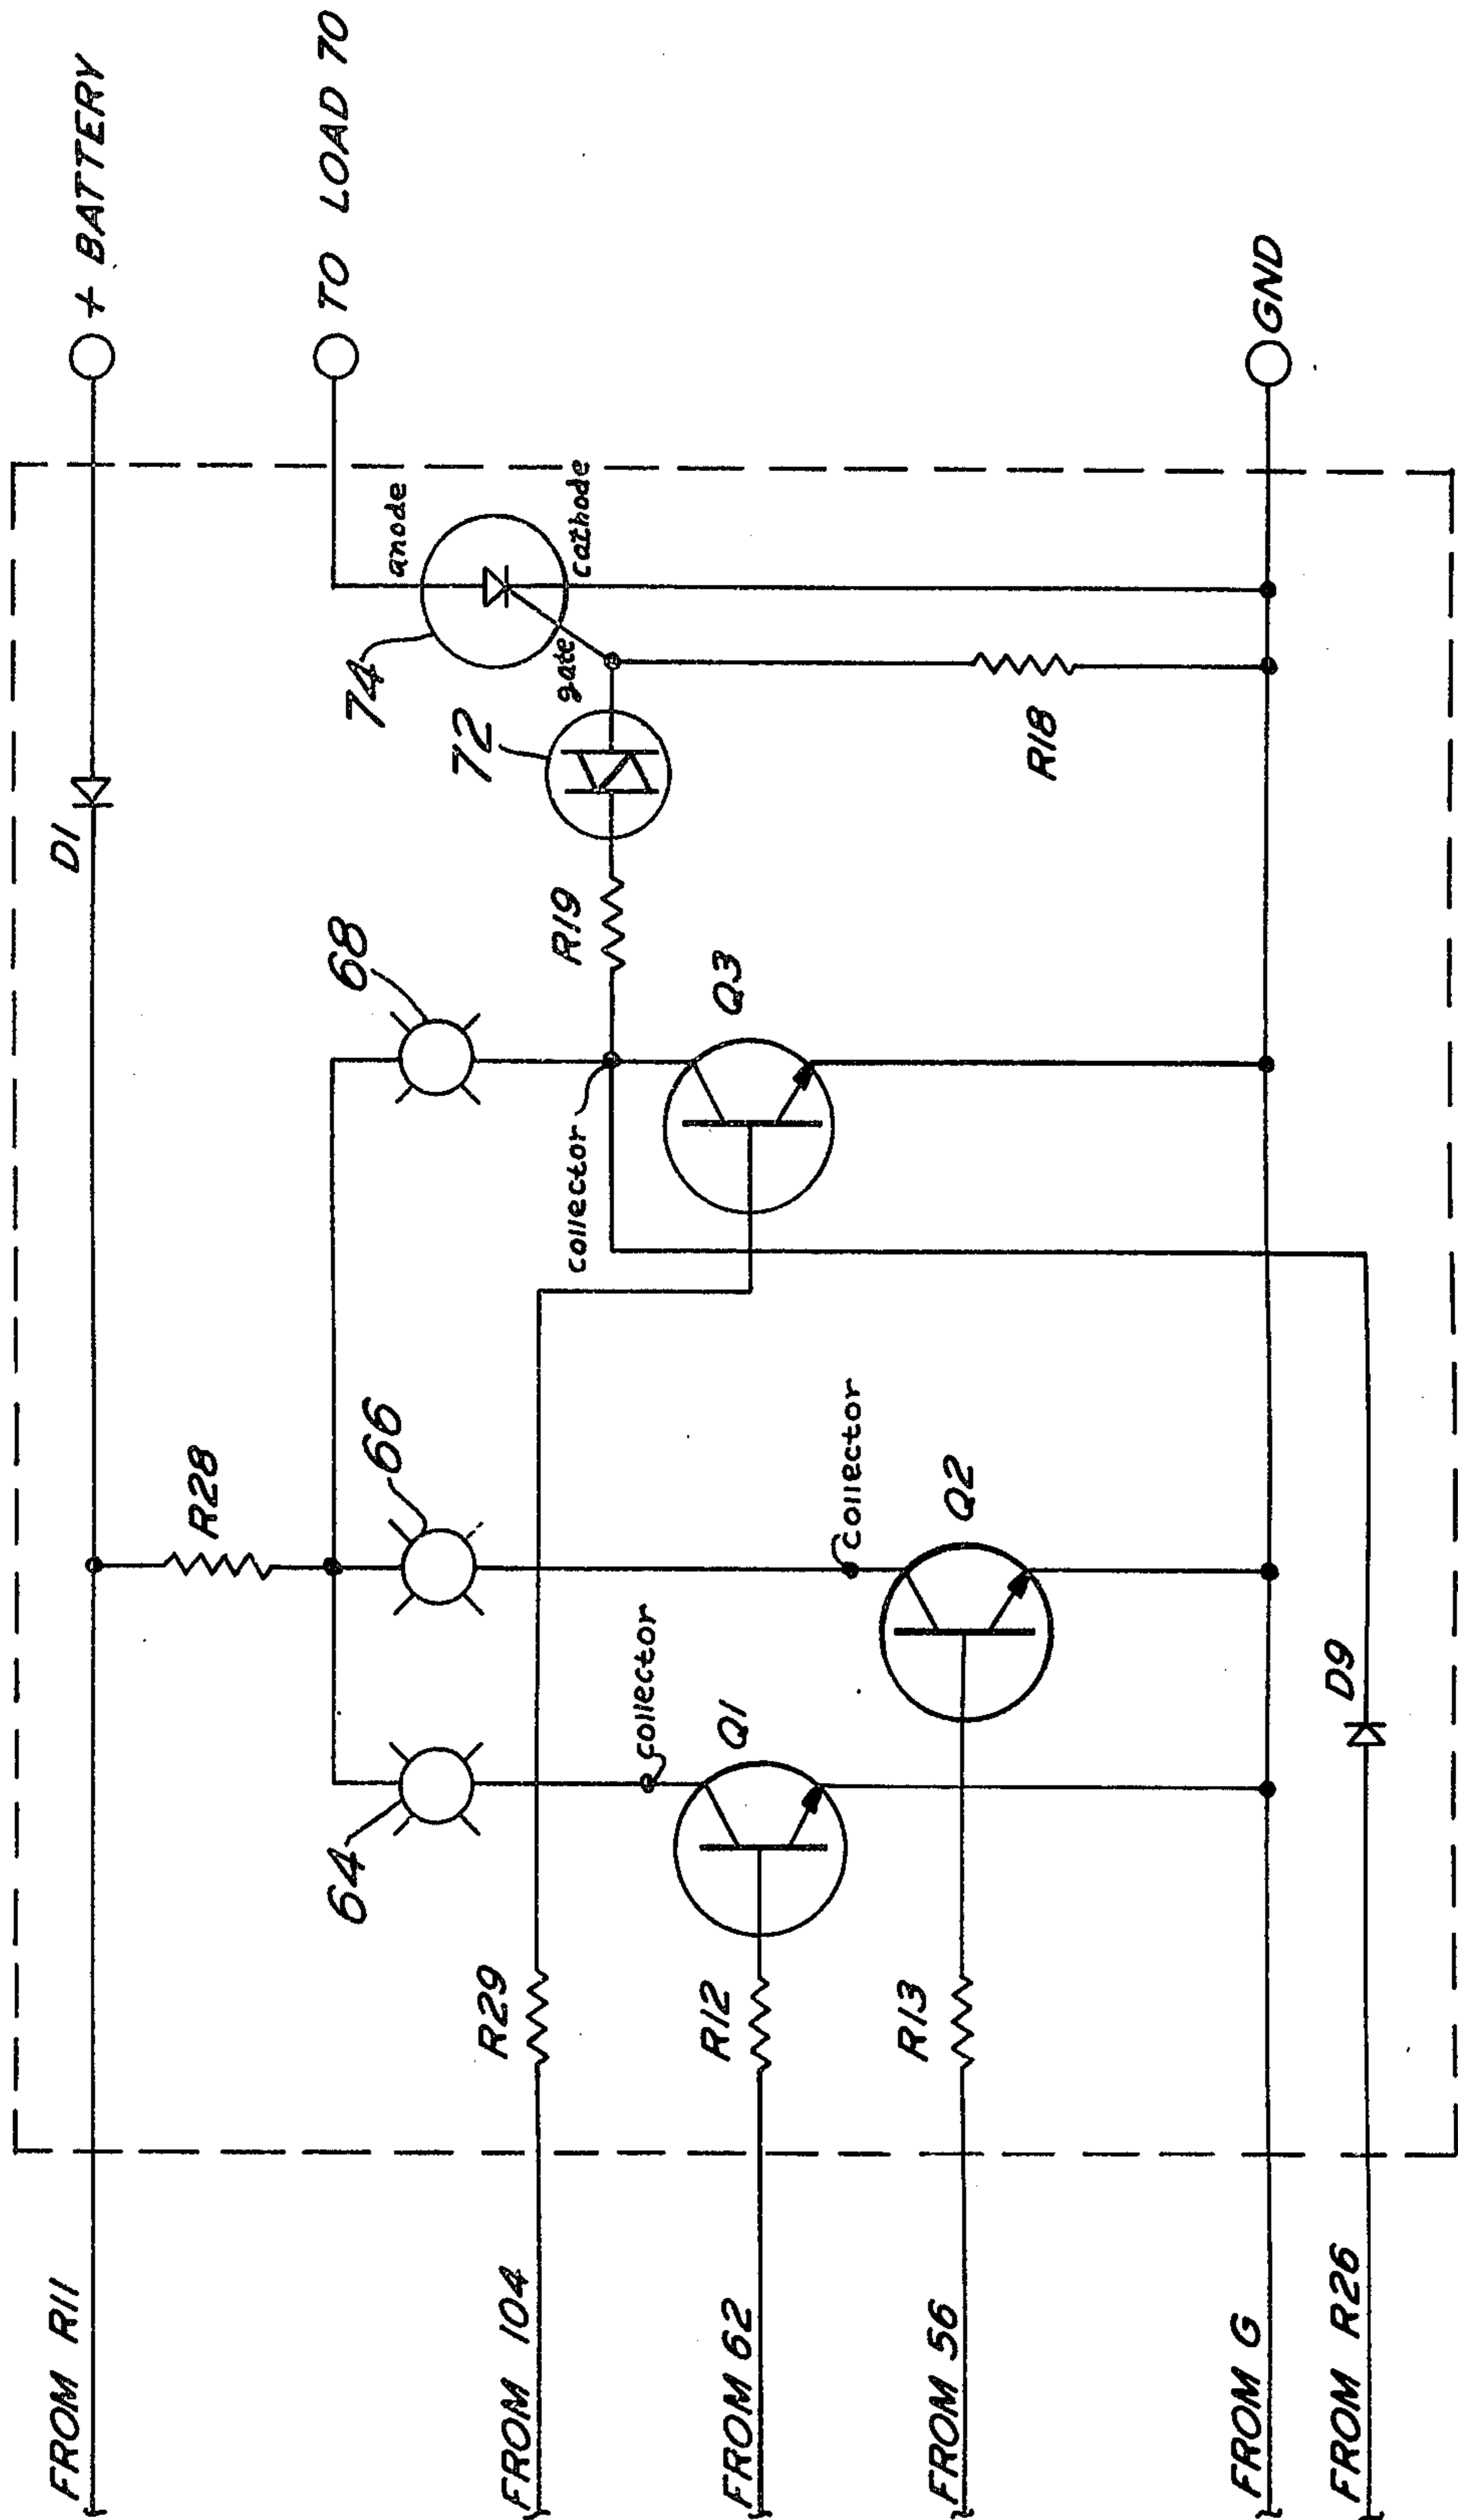 + BATTERY
D1
FROM R11
R28
TO LOAD 70
anode
74
cathode
gate
72
68
66
64
R19
collector
R29
FROM 104
Q3
collector
Q1
R12
FROM 62
collector
Q2
R13
FROM 56
R18
GND
FROM G
D9
FROM R26